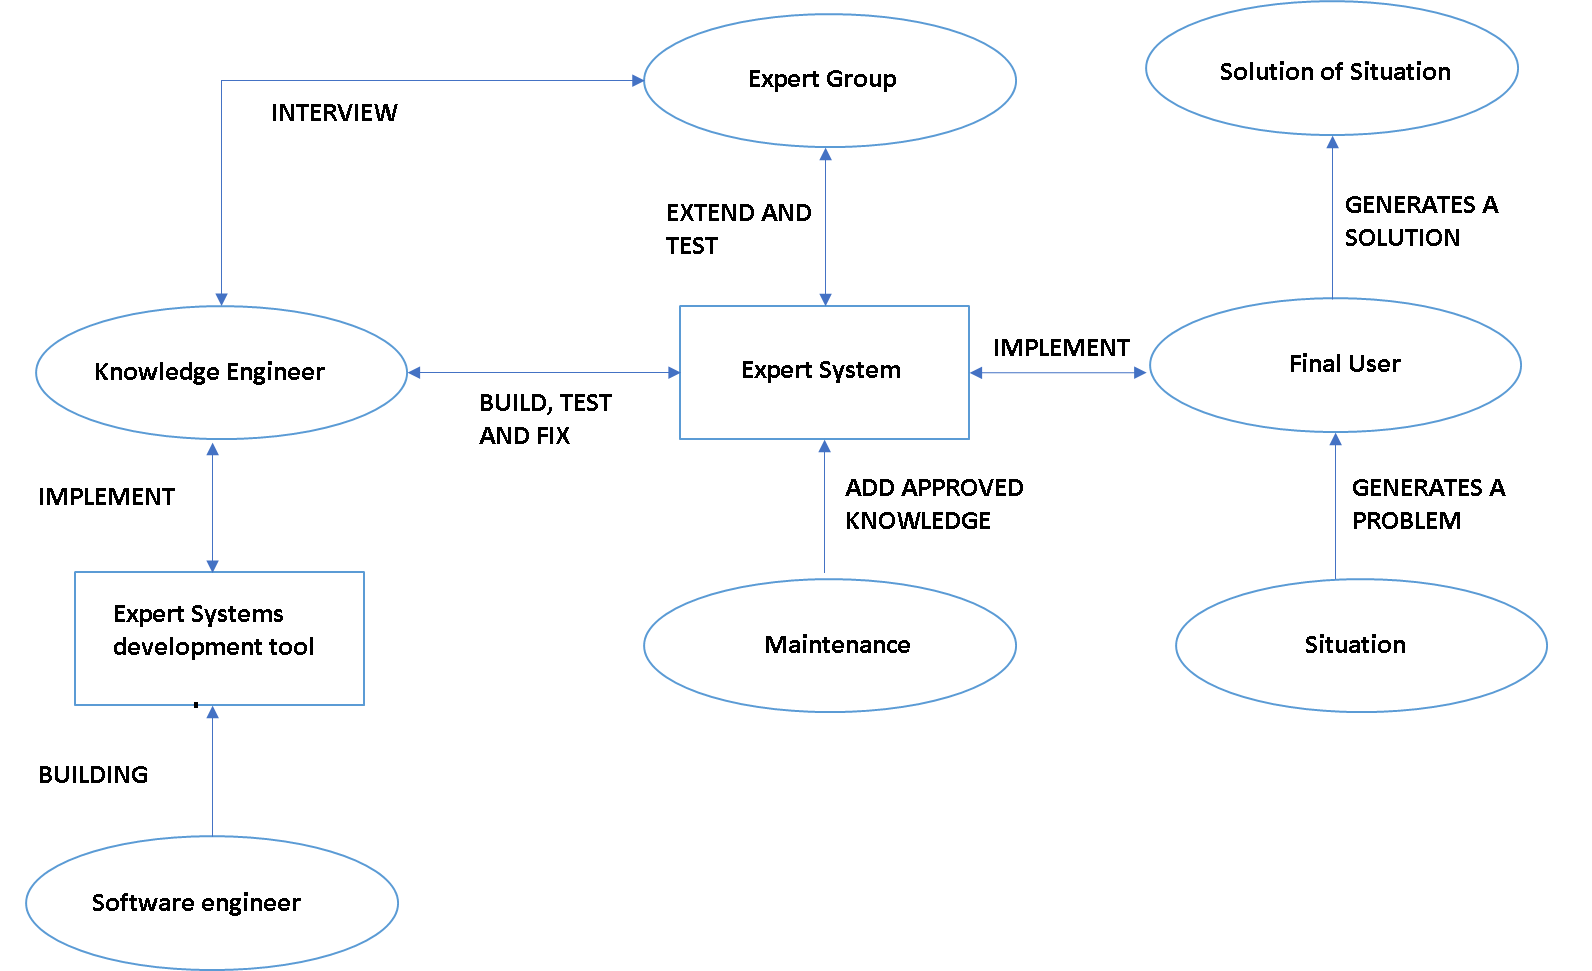 Expert Group
Solution of Situation
INTERVIEW
EXTEND AND
TEST
GENERATES A
SOLUTION
Knowledge Engineer
BUILD, TEST
AND FIX
Expert System
IMPLEMENT
Final User
IMPLEMENT
ADD APPROVED
KNOWLEDGE
GENERATES A
PROBLEM
Expert Systems
development tool
Maintenance
Situation
BUILDING
Software engineer